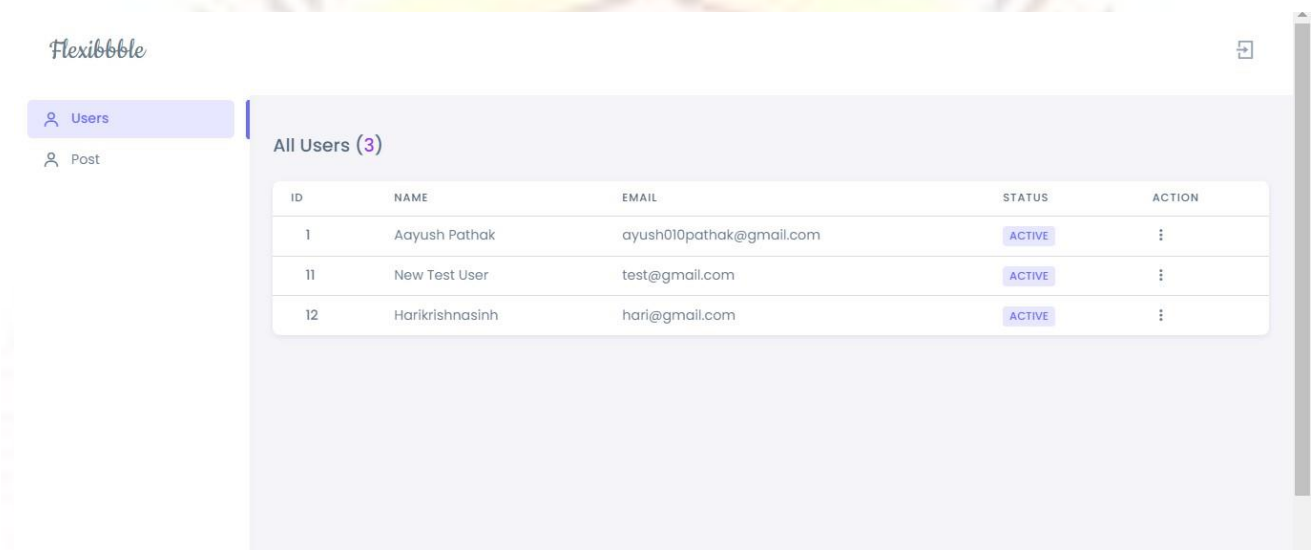 Flexibbble
Users
Post
All Users (3)
ID NAME EMAIL STATUS ACTION
1 Aayush Pathak ayush010pathak@gmail.com ACTIVE
11 New Test User test@gmail.com ACTIVE
12 Harikrishnasinh hari@gmail.com ACTIVE